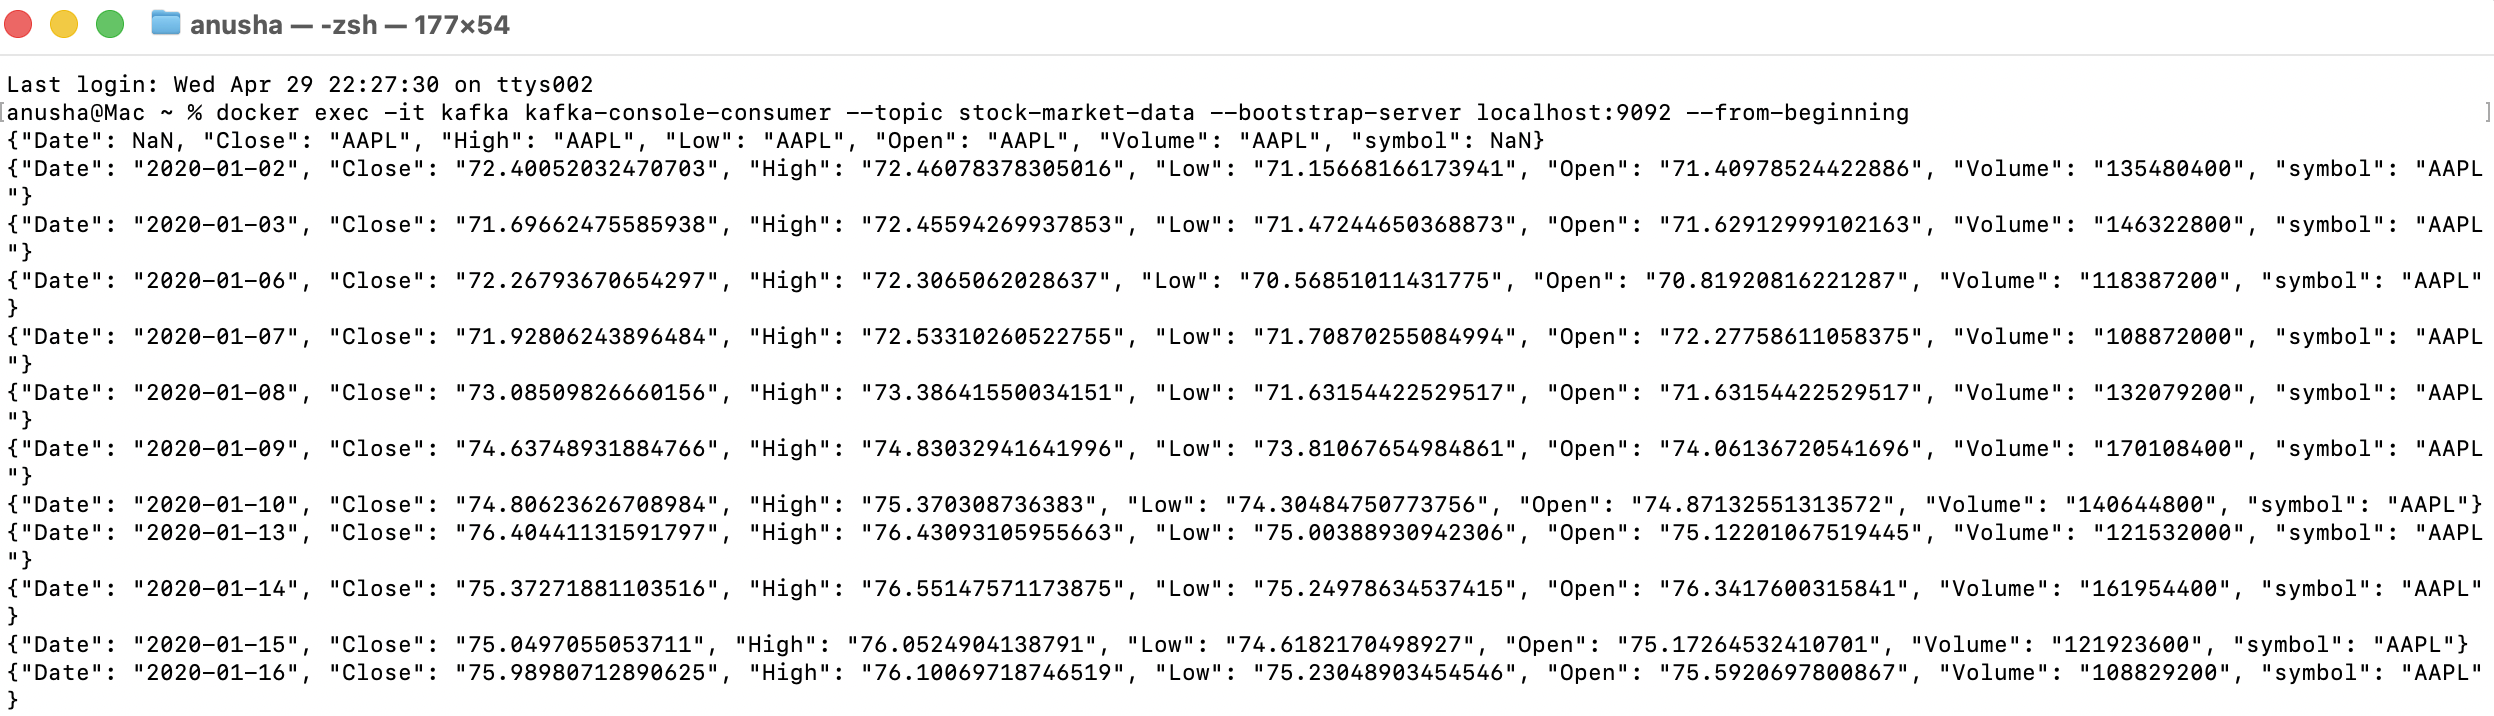 anusha — -zsh — 177×54
Last login: Wed Apr 29 22:27:30 on ttys002
[anusha@Mac ~ % docker exec -it kafka kafka-console-consumer --topic stock-market-data --bootstrap-server localhost:9092 --from-beginning ]
{"Date": NaN, "Close": "AAPL", "High": "AAPL", "Low": "AAPL", "Open": "AAPL", "Volume": "AAPL", "symbol": NaN}
{"Date": "2020-01-02", "Close": "72.40052032470703", "High": "72.46078378305016", "Low": "71.15668166173941", "Open": "71.40978524422886", "Volume": "135480400", "symbol": "AAPL
"}
{"Date": "2020-01-03", "Close": "71.69662475585938", "High": "72.45594269937853", "Low": "71.47244650368873", "Open": "71.62912999102163", "Volume": "146322800", "symbol": "AAPL
"}
{"Date": "2020-01-06", "Close": "72.26793670654297", "High": "72.3065062028637", "Low": "70.56851011431775", "Open": "70.81920816221287", "Volume": "118387200", "symbol": "AAPL"
}
{"Date": "2020-01-07", "Close": "71.92806243896484", "High": "72.53310260522755", "Low": "71.70870255084994", "Open": "72.27758611058375", "Volume": "108872000", "symbol": "AAPL
"}
{"Date": "2020-01-08", "Close": "73.08509826660156", "High": "73.38641550034151", "Low": "71.63154422529517", "Open": "71.63154422529517", "Volume": "132079200", "symbol": "AAPL
"}
{"Date": "2020-01-09", "Close": "74.63748931884766", "High": "74.83032941641996", "Low": "73.81067654984861", "Open": "74.06136720541696", "Volume": "170108400", "symbol": "AAPL
"}
{"Date": "2020-01-10", "Close": "74.80623626708984", "High": "75.370308736383", "Low": "74.30484750773756", "Open": "74.87132551313572", "Volume": "140644800", "symbol": "AAPL"}
{"Date": "2020-01-13", "Close": "76.40441131591797", "High": "76.43093105955663", "Low": "75.00388930942306", "Open": "75.12201067519445", "Volume": "121532000", "symbol": "AAPL
"}
{"Date": "2020-01-14", "Close": "75.37271881103516", "High": "76.55147571173875", "Low": "75.24978634537415", "Open": "76.3417600315841", "Volume": "161954400", "symbol": "AAPL"
}
{"Date": "2020-01-15", "Close": "75.0497055053711", "High": "76.0524904138791", "Low": "74.6182170498927", "Open": "75.17264532410701", "Volume": "121923600", "symbol": "AAPL"}
{"Date": "2020-01-16", "Close": "75.98980712890625", "High": "76.10069718746519", "Low": "75.23048903454546", "Open": "75.5920697800867", "Volume": "108829200", "symbol": "AAPL"
}